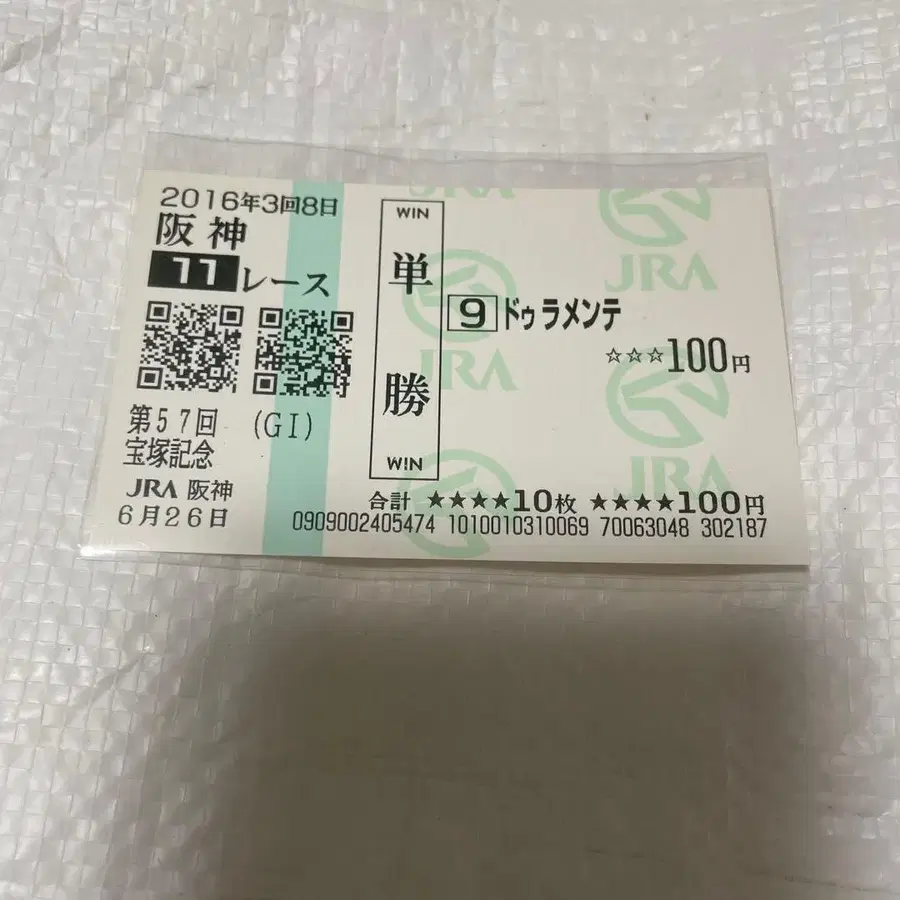 2016年3回8日
阪神
11レース
第57回 (GI)
宝塚記念
JRA 阪神
6月26日
WIN
単勝
WIN
9 ドゥラメンテ
☆☆☆100円
合計 ★★★★10枚 ★★★★100円
0909002405474 1010010310069 70063048 302187
JRA
JRA
JRA
JRA